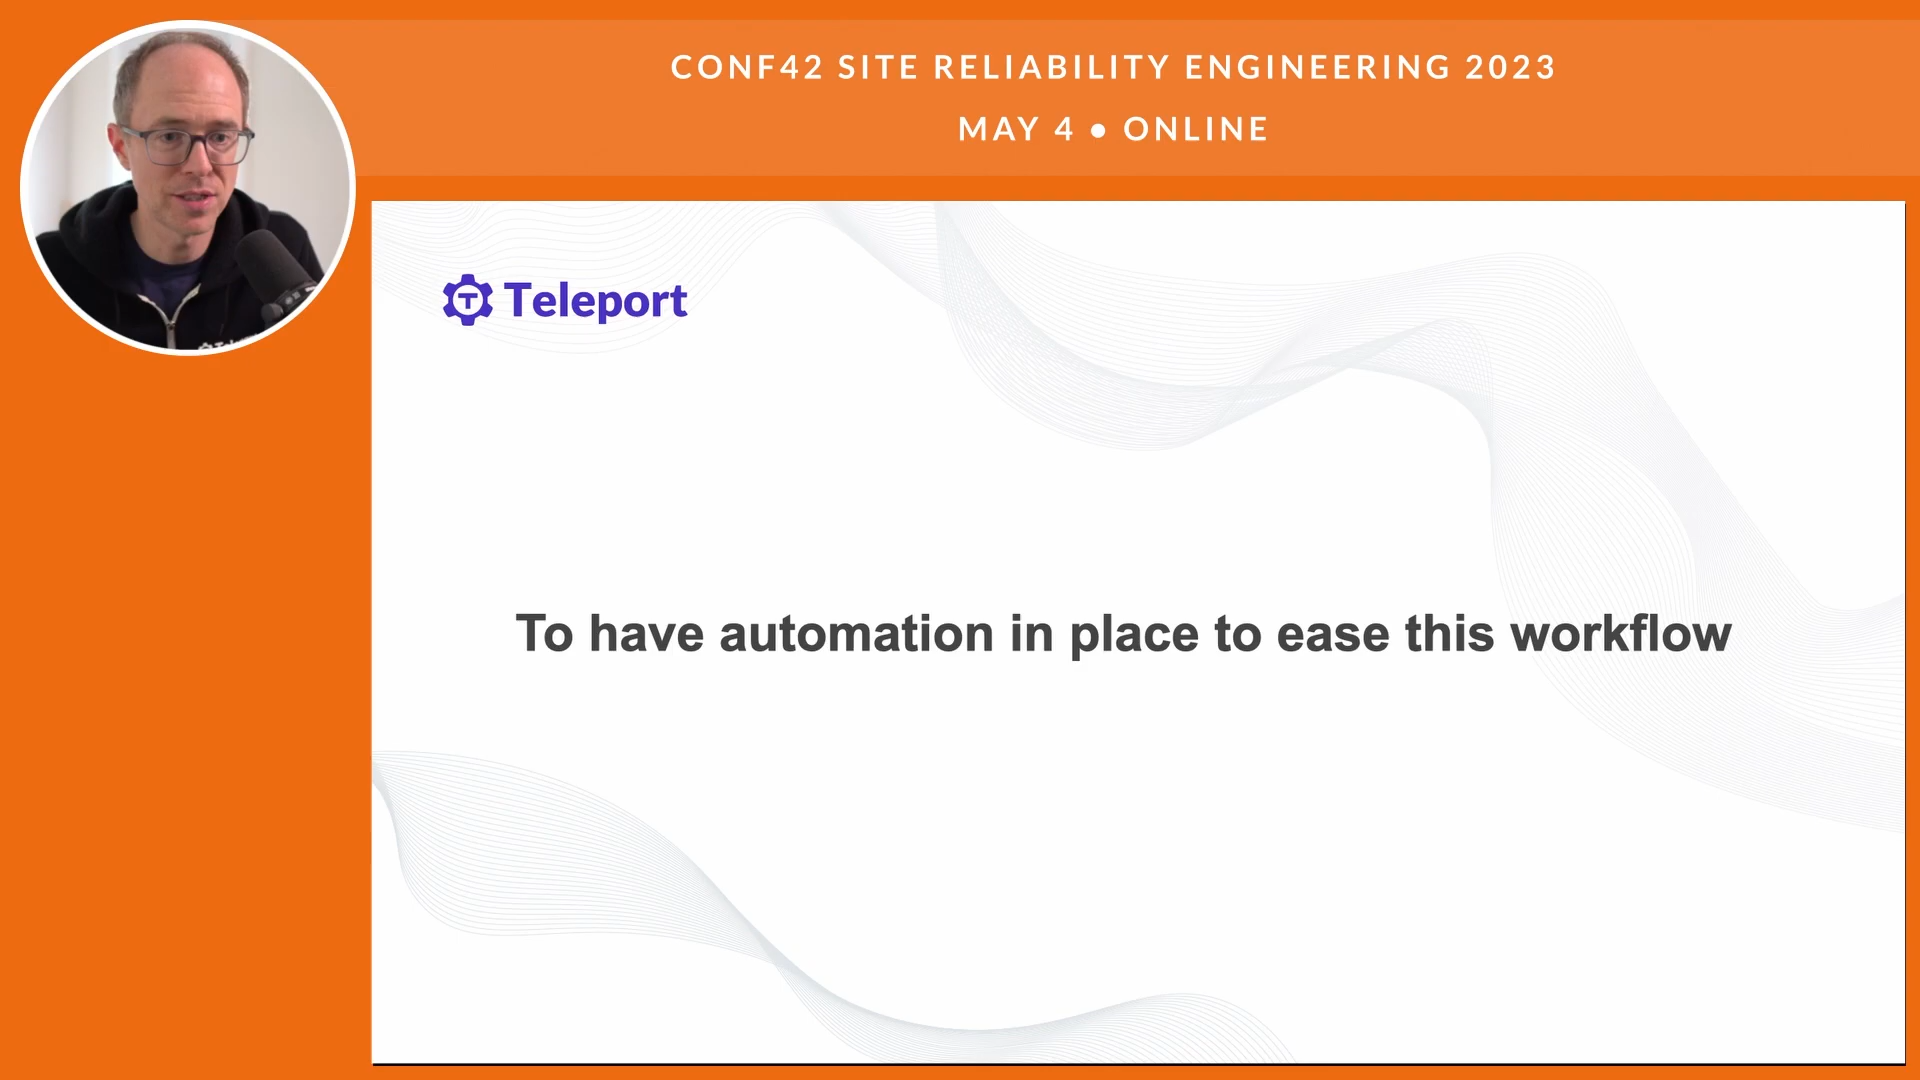 CONF42 SITE RELIABILITY ENGINEERING 2023
MAY 4 • ONLINE
Teleport
To have automation in place to ease this workflow